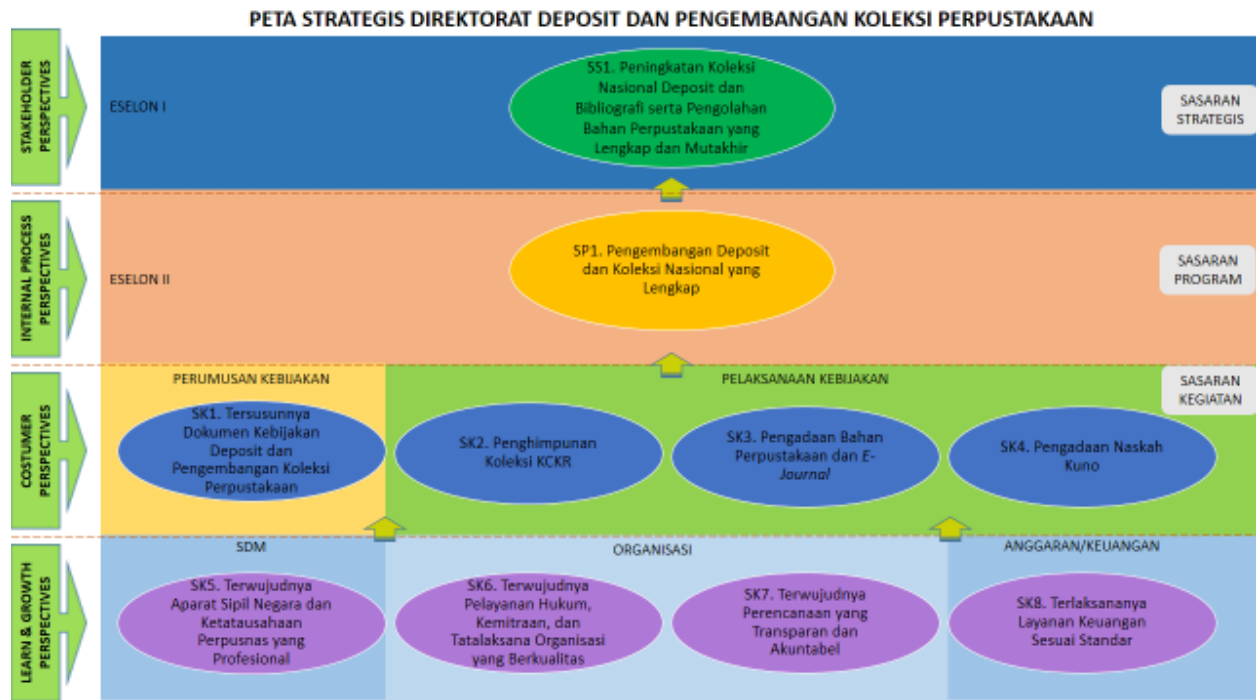 PETA STRATEGIS DIREKTORAT DEPOSIT DAN PENGEMBANGAN KOLEKSI PERPUSTAKAAN
STAKEHOLDER
PERSPECTIVES
ESELON I
SS1. Peningkatan Koleksi
Nasional Deposit dan
Bibliografi serta Pengolahan
Bahan Perpustakaan yang
Lengkap dan Mutakhir
SASARAN
STRATEGIS
INTERNAL PROCESS
PERSPECTIVES
ESELON II
SP1. Pengembangan Deposit
dan Koleksi Nasional yang
Lengkap
SASARAN
PROGRAM
COSTUMER
PERSPECTIVES
PERUMUSAN KEBIJAKAN
PELAKSANAAN KEBIJAKAN
SASARAN
KEGIATAN
SK1. Tersusunnya
Dokumen Kebijakan
Deposit dan
Pengembangan Koleksi
Perpustakaan
SK2. Penghimpunan
Koleksi KCKR
SK3. Pengadaan Bahan
Perpustakaan dan E-
Journal
SK4. Pengadaan Naskah
Kuno
LEARN & GROWTH
PERSPECTIVES
SDM
ORGANISASI
ANGGARAN/KEUANGAN
SK5. Terwujudnya
Aparat Sipil Negara dan
Ketatausahaan
Perpusnas yang
Profesional
SK6. Terwujudnya
Pelayanan Hukum,
Kemitraan, dan
Tatalaksana Organisasi
yang Berkualitas
SK7. Terwujudnya
Perencanaan yang
Transparan dan
Akuntabel
SK8. Terlaksananya
Layanan Keuangan
Sesuai Standar